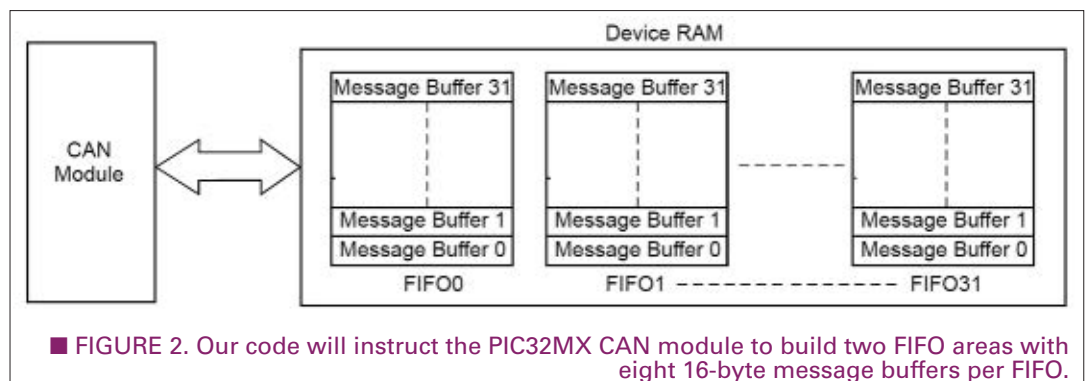 Device RAM
CAN
Module
Message Buffer 31
Message Buffer 1
Message Buffer 0
FIFO0
Message Buffer 31
Message Buffer 1
Message Buffer 0
FIFO1
Message Buffer 31
Message Buffer 1
Message Buffer 0
FIFO31
■ FIGURE 2. Our code will instruct the PIC32MX CAN module to build two FIFO areas with
eight 16-byte message buffers per FIFO.